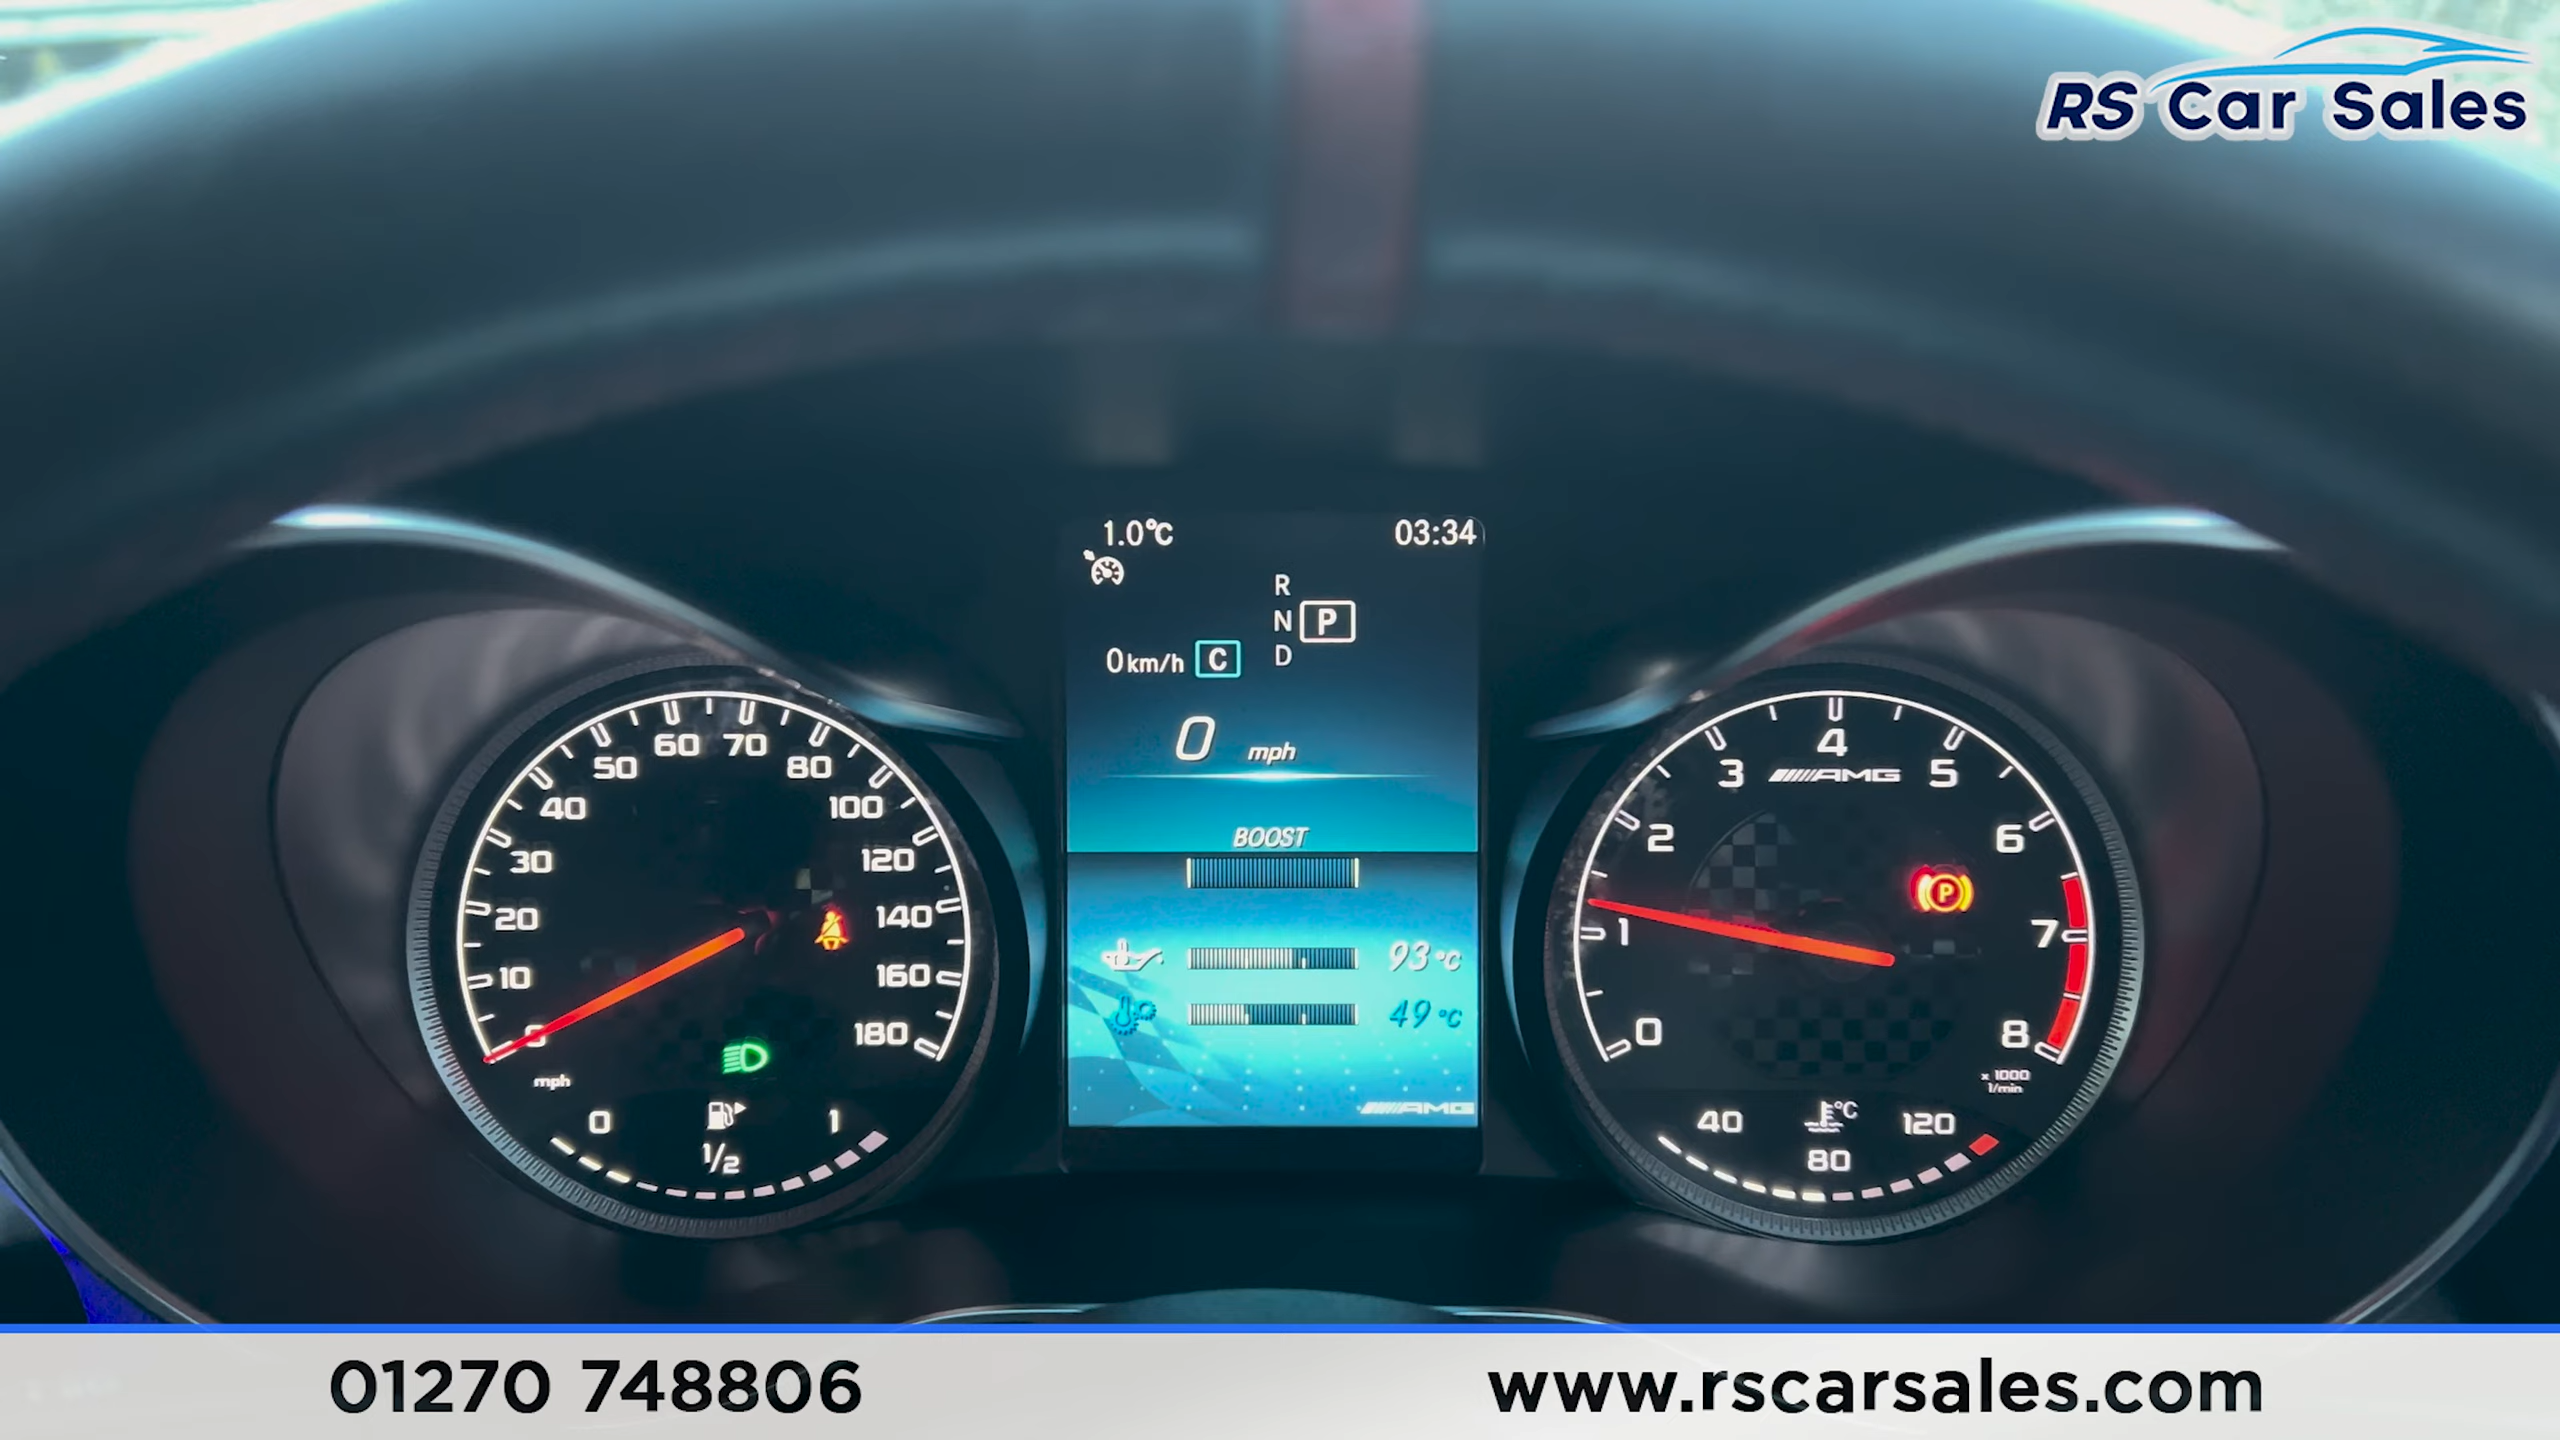 RS Car Sales
1.0°C 03:34
R
N P
D
0 km/h C
0 mph
BOOST
93°C
49°C
AMG
0 10 20 30 40 50 60 70 80 100 120 140 160 180
mph
0 1/2 1
0 1 2 3 4 5 6 7 8
AMG
P
x 1000
1/min
°C
40 80 120
01270 748806
www.rscarsales.com